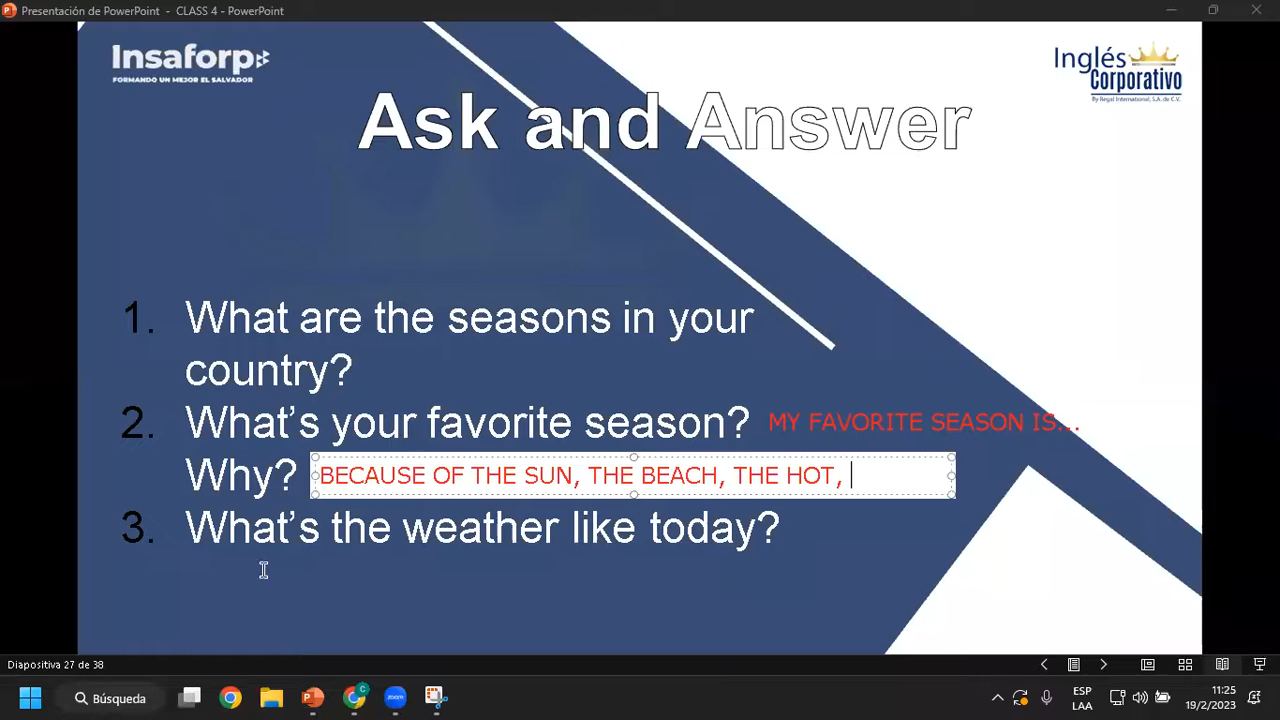 Presentación de PowerPoint - CLASS 4 - PowerPoint
Insaforp
FORMANDO UN MEJOR EL SALVADOR
Inglés
Corporativo
By Regal International, S.A. de C.V.
Ask and Answer
1. What are the seasons in your
country?
2. What's your favorite season? MY FAVORITE SEASON IS...
Why? BECAUSE OF THE SUN, THE BEACH, THE HOT,
3. What's the weather like today?
Diapositiva 27 de 38
Búsqueda
zoom
ESP
LAA
11:25
19/2/2023